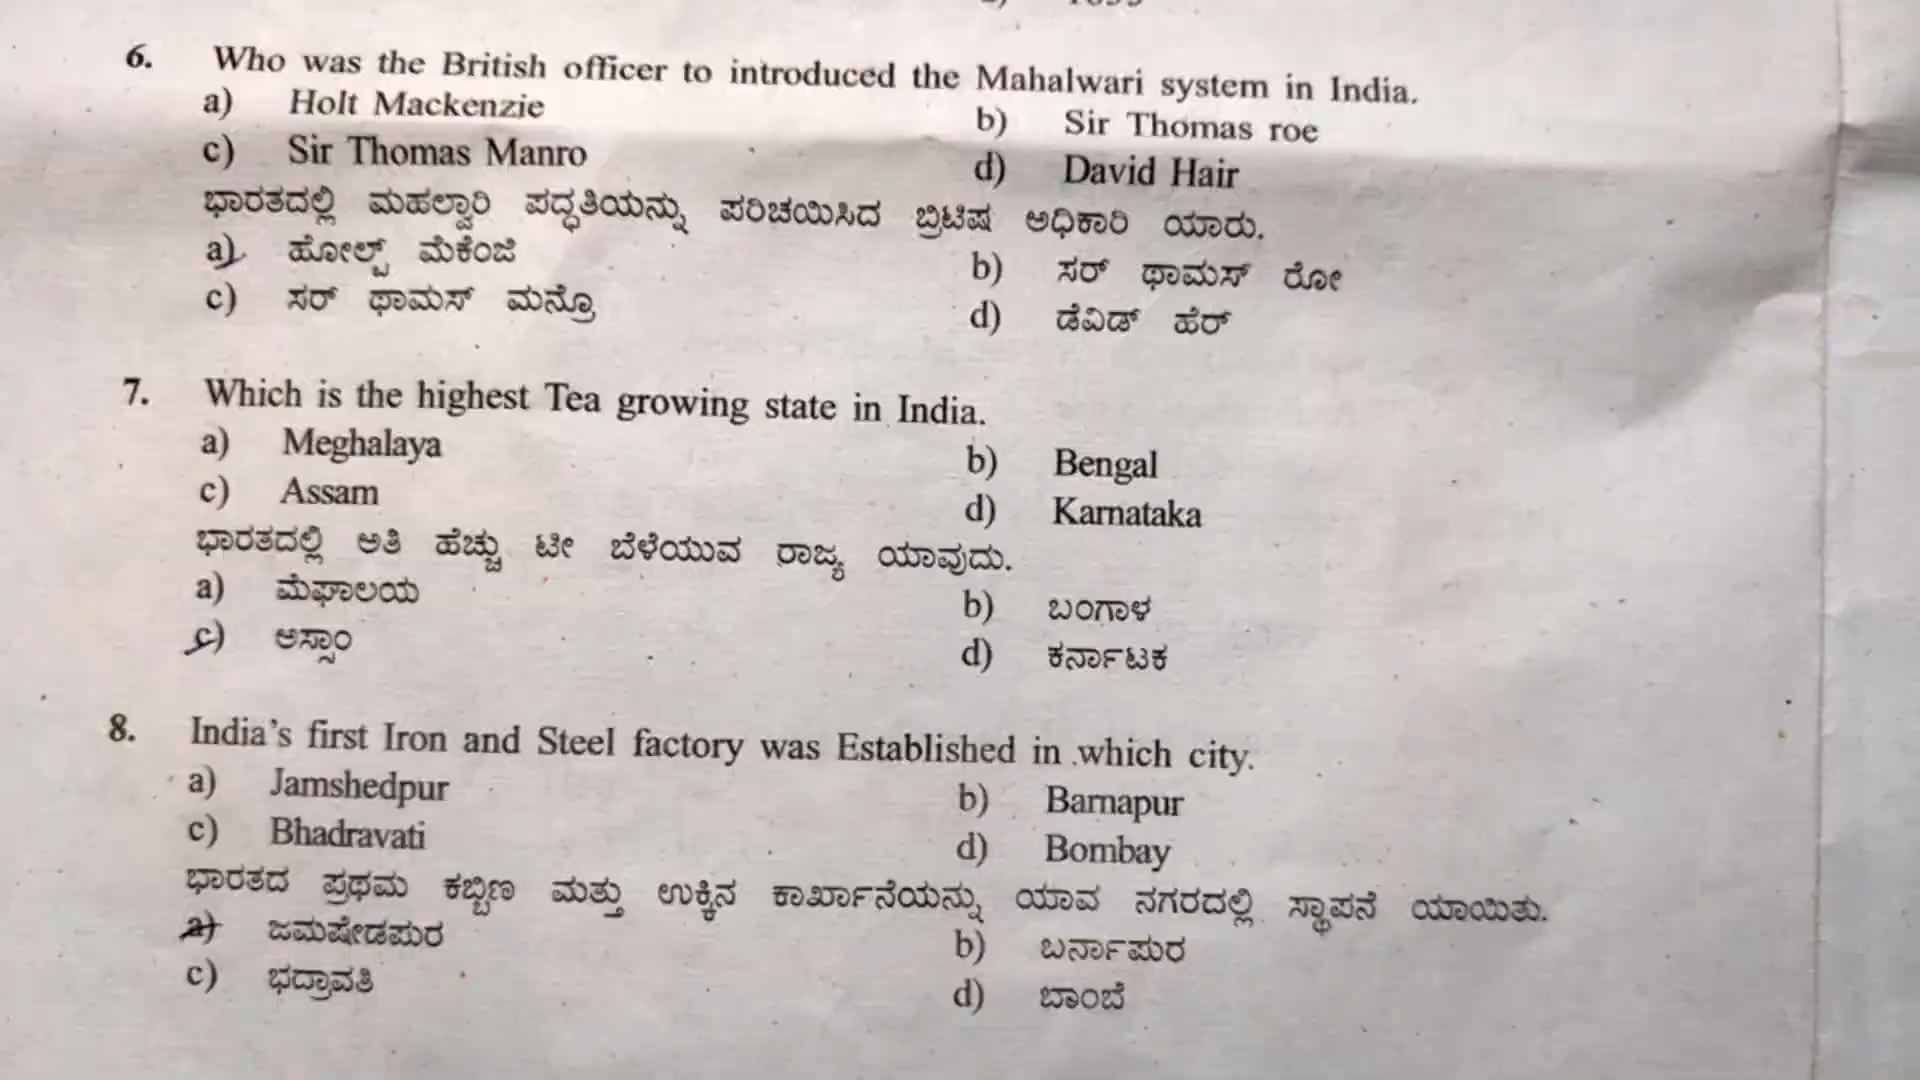 6. Who was the British officer to introduced the Mahalwari system in India.
a) Holt Mackenzie b) Sir Thomas roe
c) Sir Thomas Manro d) David Hair
ಭಾರತದಲ್ಲಿ ಮಹಲ್ವಾರಿ ಪದ್ಧತಿಯನ್ನು ಪರಿಚಯಿಸಿದ ಬ್ರಿಟಿಷ ಅಧಿಕಾರಿ ಯಾರು.
a) ಹೋಲ್ಟ್ ಮೆಕೆಂಜಿ b) ಸರ್ ಥಾಮಸ್ ರೋ
c) ಸರ್ ಥಾಮಸ್ ಮನ್ರೊ d) ಡೆವಿಡ್ ಹೆರ್
7. Which is the highest Tea growing state in India.
a) Meghalaya b) Bengal
c) Assam d) Karnataka
ಭಾರತದಲ್ಲಿ ಅತಿ ಹೆಚ್ಚು ಟೀ ಬೆಳೆಯುವ ರಾಜ್ಯ ಯಾವುದು.
a) ಮೆಘಾಲಯ b) ಬಂಗಾಳ
c) ಅಸ್ಸಾಂ d) ಕರ್ನಾಟಕ
8. India's first Iron and Steel factory was Established in which city.
a) Jamshedpur b) Barnapur
c) Bhadravati d) Bombay
ಭಾರತದ ಪ್ರಥಮ ಕಬ್ಬಿಣ ಮತ್ತು ಉಕ್ಕಿನ ಕಾರ್ಖಾನೆಯನ್ನು ಯಾವ ನಗರದಲ್ಲಿ ಸ್ಥಾಪನೆ ಯಾಯಿತು.
a) ಜಮಷೇಡಪುರ b) ಬರ್ನಾಪುರ
c) ಭದ್ರಾವತಿ d) ಬಾಂಬೆ